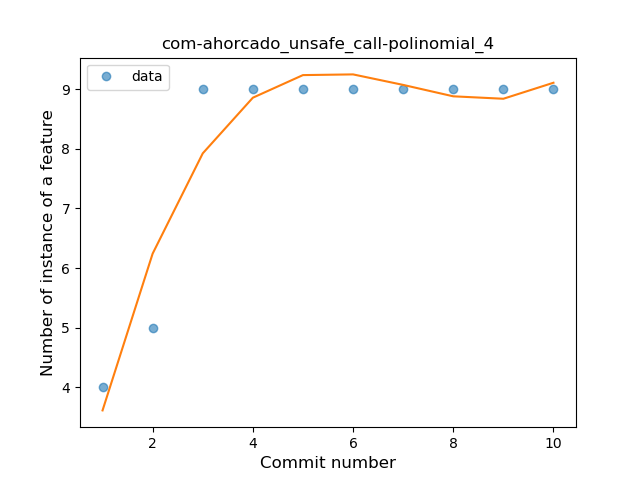 com-ahorcado_unsafe_call-polinomial_4
data
Number of instance of a feature
9
8
7
6
5
4
2
4
6
8
10
Commit number